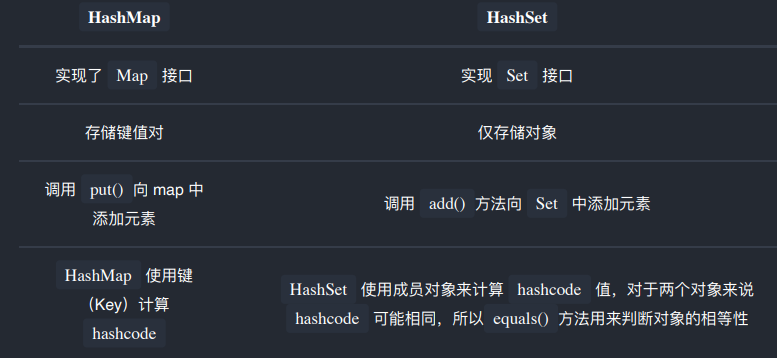 HashMap
HashSet
实现了 Map 接口
实现 Set 接口
存储键值对
仅存储对象
调用 put() 向 map 中
添加元素
调用 add() 方法向 Set 中添加元素
HashMap 使用键
（Key）计算
hashcode
HashSet 使用成员对象来计算 hashcode 值，对于两个对象来说
hashcode 可能相同，所以 equals() 方法用来判断对象的相等性